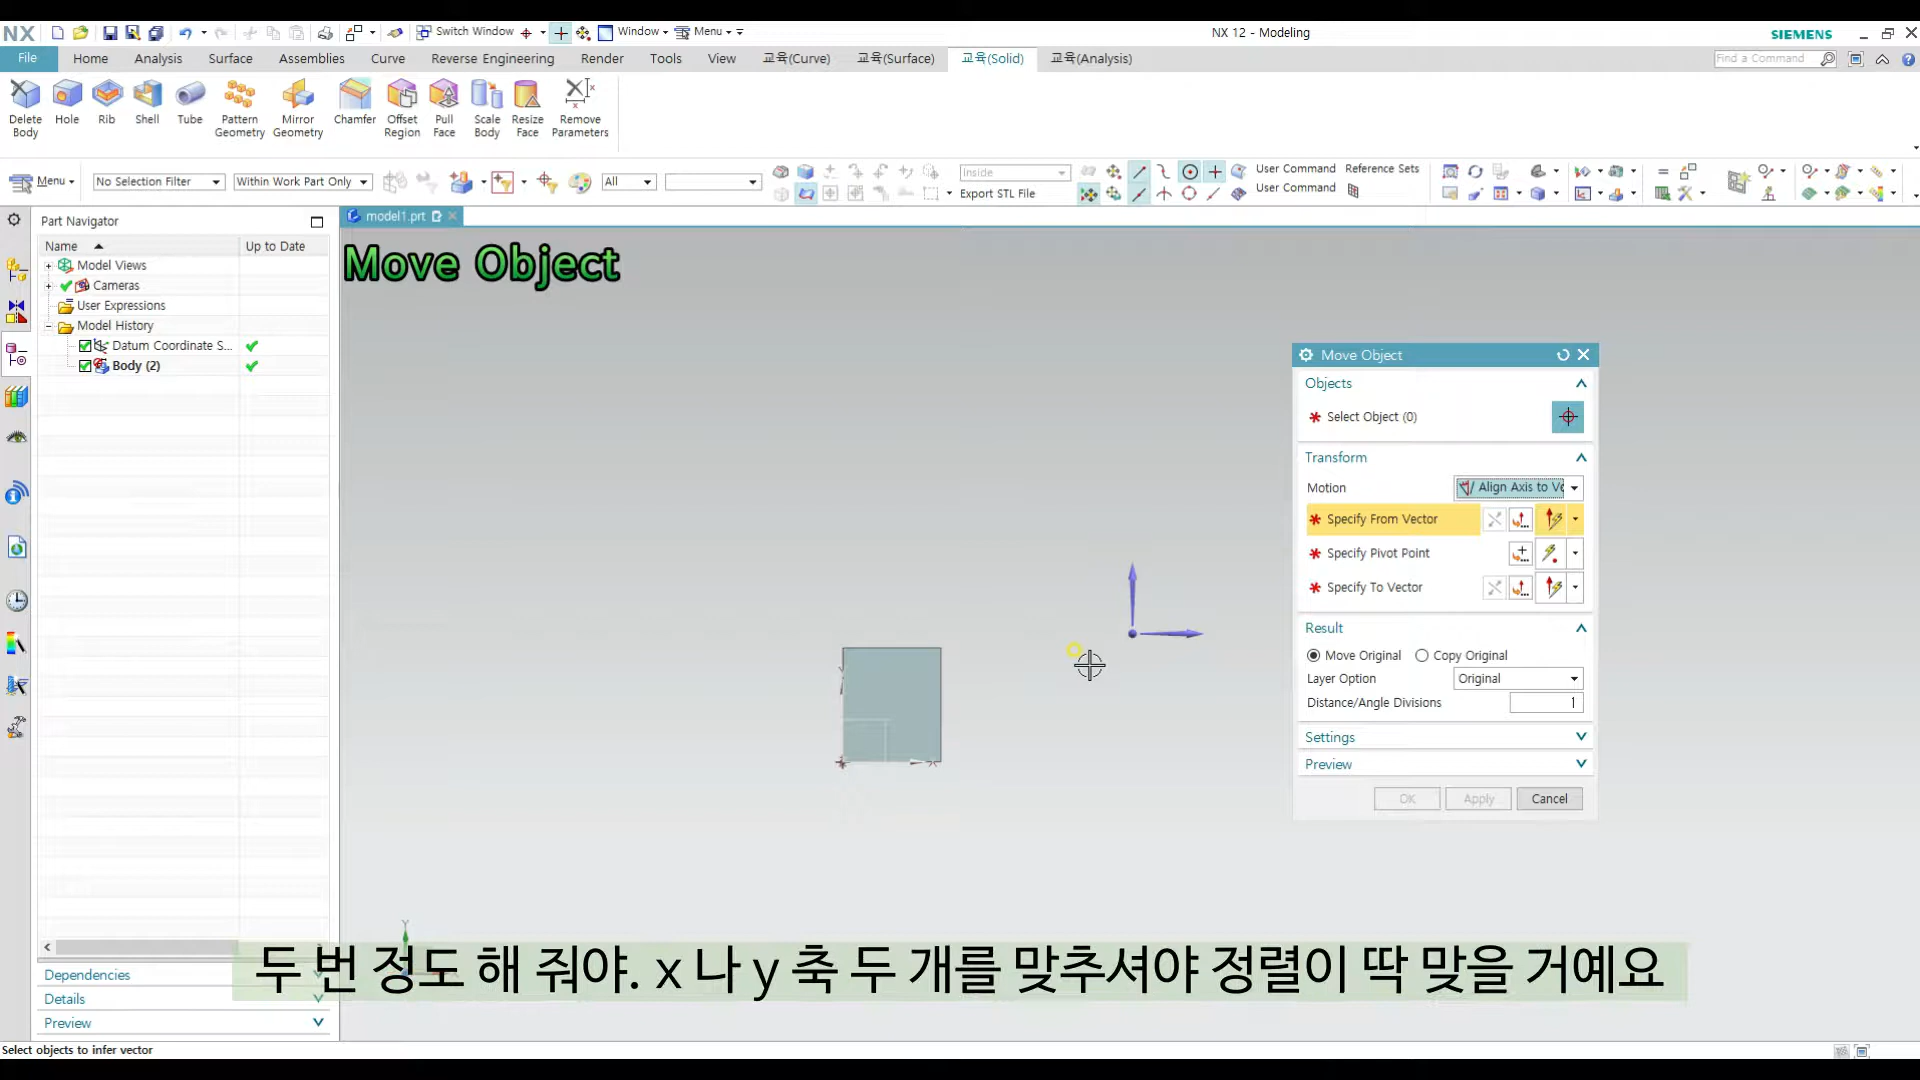 NX
Switch Window
Window
Menu
NX 12 - Modeling
SIEMENS
File
Home
Analysis
Surface
Assemblies
Curve
Reverse Engineering
Render
Tools
View
교육(Curve)
교육(Surface)
교육(Solid)
교육(Analysis)
Find a Command
Delete Body
Hole
Rib
Shell
Tube
Pattern Geometry
Mirror Geometry
Chamfer
Offset Region
Pull Face
Scale Body
Resize Face
Remove Parameters
Menu
No Selection Filter
Within Work Part Only
All
Inside
Export STL File
User Command
Reference Sets
User Command
Part Navigator
model1.prt
Name
Up to Date
Model Views
Cameras
User Expressions
Model History
Datum Coordinate S...
Body (2)
Move Object
Move Object
Objects
Select Object (0)
Transform
Motion
Align Axis to Ve
Specify From Vector
Specify Pivot Point
Specify To Vector
Result
Move Original
Copy Original
Layer Option
Original
Distance/Angle Divisions
1
Settings
Preview
OK
Apply
Cancel
Y
두 번 정도 해 줘야. x 나 y 축 두 개를 맞추셔야 정렬이 딱 맞을 거예요
Dependencies
Details
Preview
Select objects to infer vector